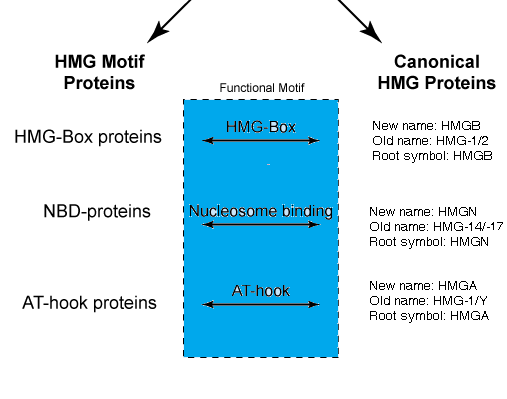 HMG Motif
Proteins
Canonical
HMG Proteins
Functional Motif
HMG-Box proteins
HMG-Box
New name: HMGB
Old name: HMG-1/2
Root symbol: HMGB
NBD-proteins
Nucleosome binding
New name: HMGN
Old name: HMG-14/-17
Root symbol: HMGN
AT-hook proteins
AT-hook
New name: HMGA
Old name: HMG-1/Y
Root symbol: HMGA